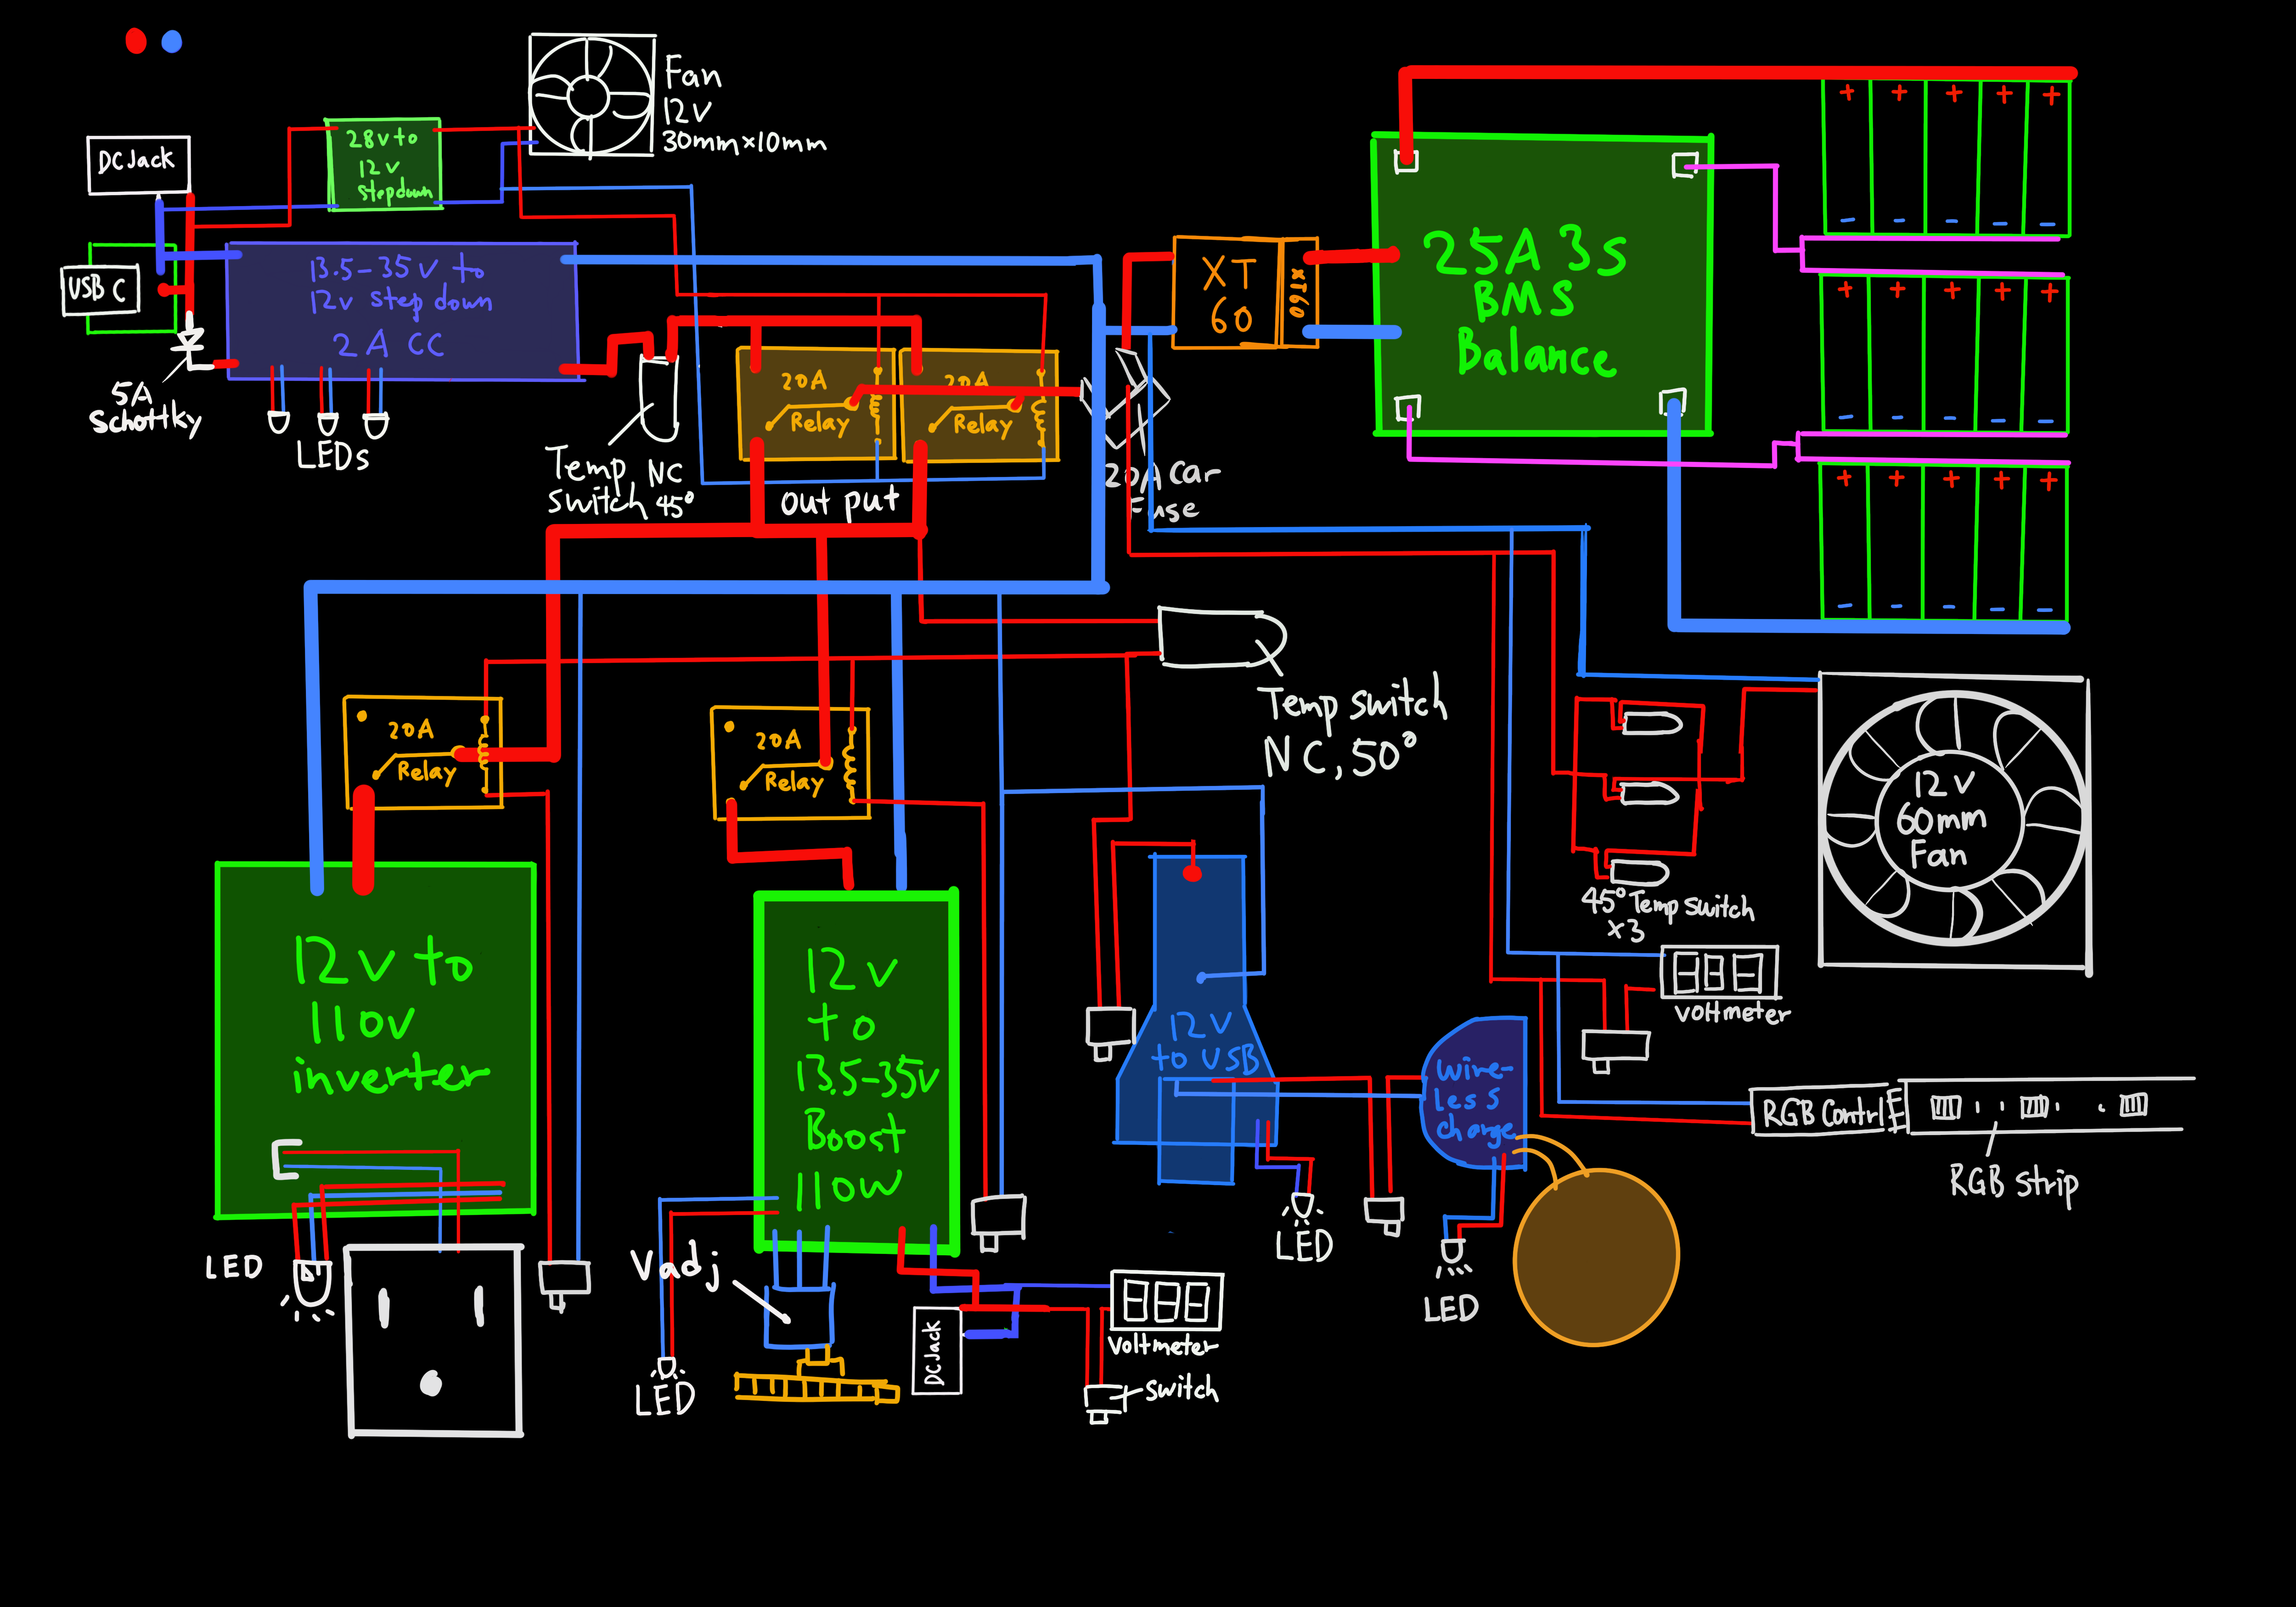 Fan
12V
30mm×10mm
DC Jack
28V to
12V
Stepdown
USB C
13.5-35V to
12V step down
2A CC
5A
Schottky
LEDs
Temp NC
Switch 45°
20A
Relay
20A
Relay
out put
20A Car
Fuse
XT
60
XT60
25A 3s
BMS
Balance
+ + + + +
- - - - -
+ + + + +
- - - - -
+ + + + +
- - - - -
20A
Relay
20A
Relay
Temp switch
NC, 50°
12V
60mm
Fan
45° Temp switch
×3
voltmeter
12V to
110V
inverter
12V
to
13.5-35V
Boost
110W
12V
to USB
wire-
less
charge
RGB Contrl
RGB Strip
LED
Vadj
LED
DC Jack
voltmeter
Switch
LED
LED